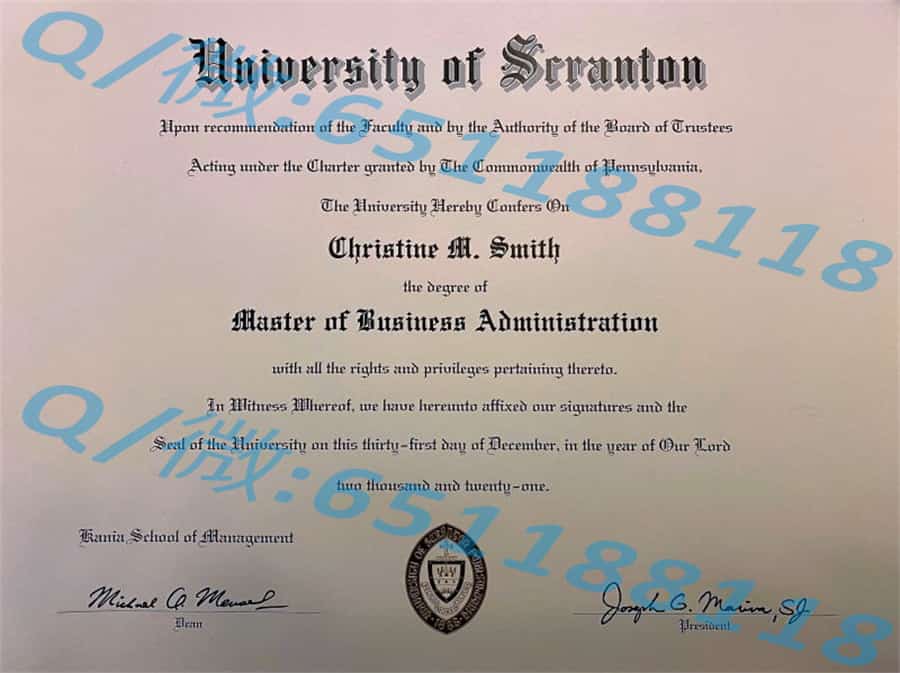 University of Scranton
Upon recommendation of the Faculty and by the Authority of the Board of Trustees
Acting under the Charter granted by The Commonwealth of Pennsylvania,
The University Hereby Confers On
Christine M. Smith
the degree of
Master of Business Administration
with all the rights and privileges pertaining thereto.
In Witness Whereof, we have hereunto affixed our signatures and the
Seal of the University on this thirty-first day of December, in the year of Our Lord
two thousand and twenty-one.
Kania School of Management
Michael O.
Dean
Joseph G. Marina, SJ
President
Q/微:651188118
Q/微:651188118